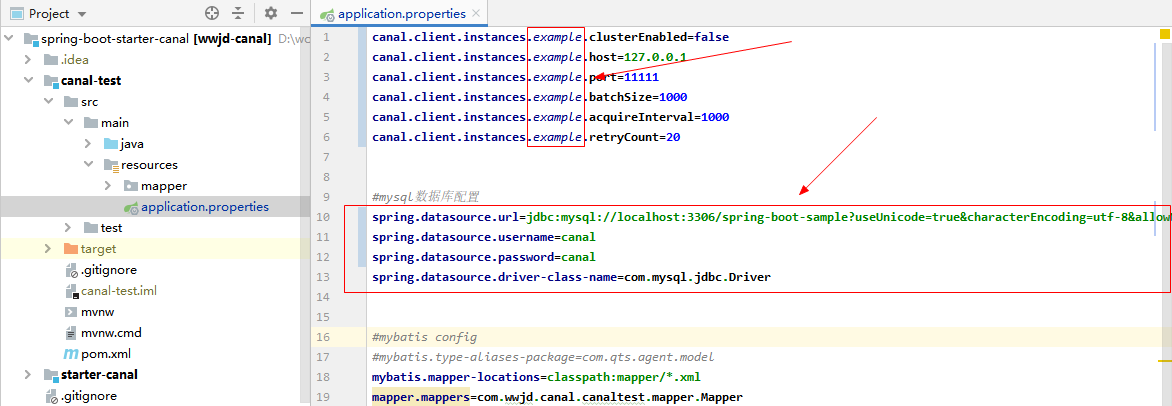 Project
application.properties
spring-boot-starter-canal [wwjd-canal] D:\wo
.idea
canal-test
src
main
java
resources
mapper
application.properties
test
target
.gitignore
canal-test.iml
mvnw
mvnw.cmd
pom.xml
starter-canal
.gitignore
1 canal.client.instances.example.clusterEnabled=false
2 canal.client.instances.example.host=127.0.0.1
3 canal.client.instances.example.port=11111
4 canal.client.instances.example.batchSize=1000
5 canal.client.instances.example.acquireInterval=1000
6 canal.client.instances.example.retryCount=20
7
8
9 #mysql数据库配置
10 spring.datasource.url=jdbc:mysql://localhost:3306/spring-boot-sample?useUnicode=true&characterEncoding=utf-8&allow
11 spring.datasource.username=canal
12 spring.datasource.password=canal
13 spring.datasource.driver-class-name=com.mysql.jdbc.Driver
14
15
16 #mybatis config
17 #mybatis.type-aliases-package=com.qts.agent.model
18 mybatis.mapper-locations=classpath:mapper/*.xml
19 mapper.mappers=com.wwjd.canal.canaltest.mapper.Mapper